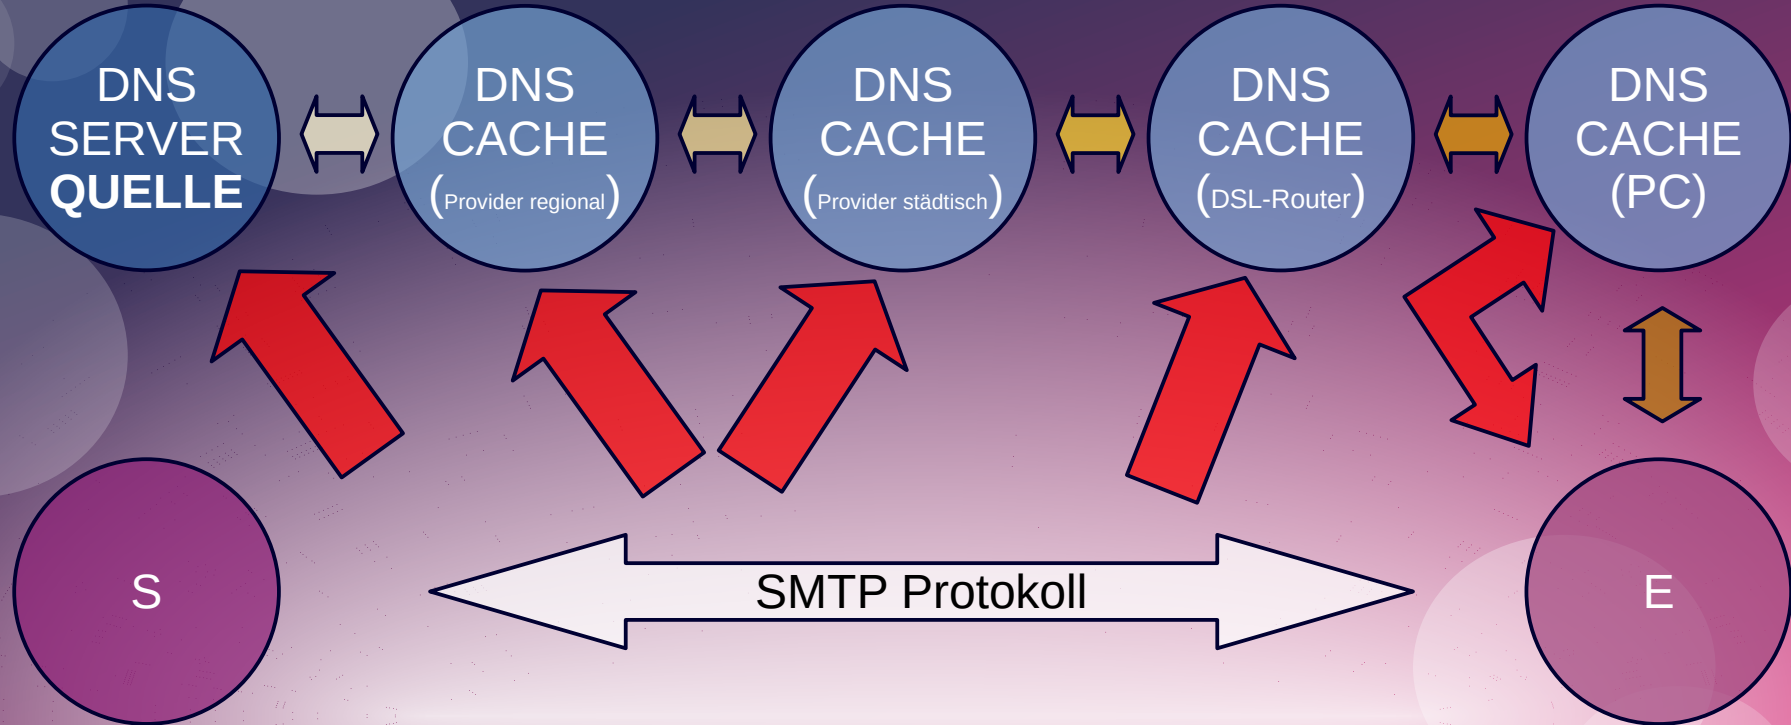 DNS
SERVER
QUELLE
DNS
CACHE
(Provider regional)
DNS
CACHE
(Provider städtisch)
DNS
CACHE
(DSL-Router)
DNS
CACHE
(PC)
S
SMTP Protokoll
E